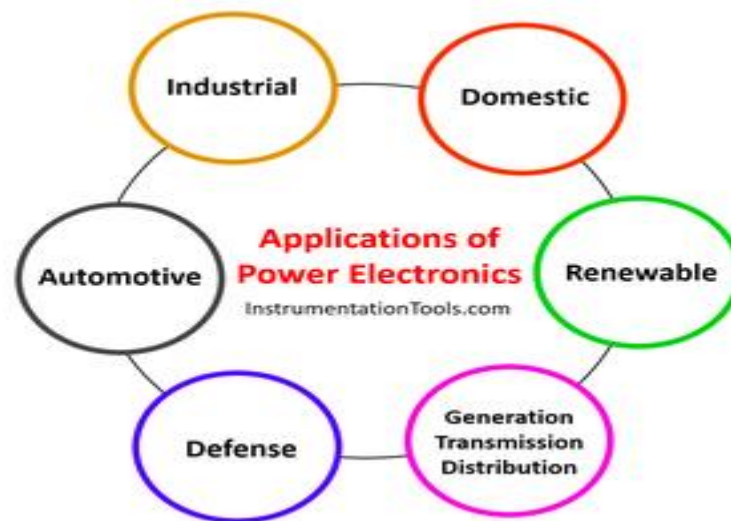 Industrial
Domestic
Applications of
Power Electronics
InstrumentationTools.com
Automotive
Renewable
Defense
Generation
Transmission
Distribution